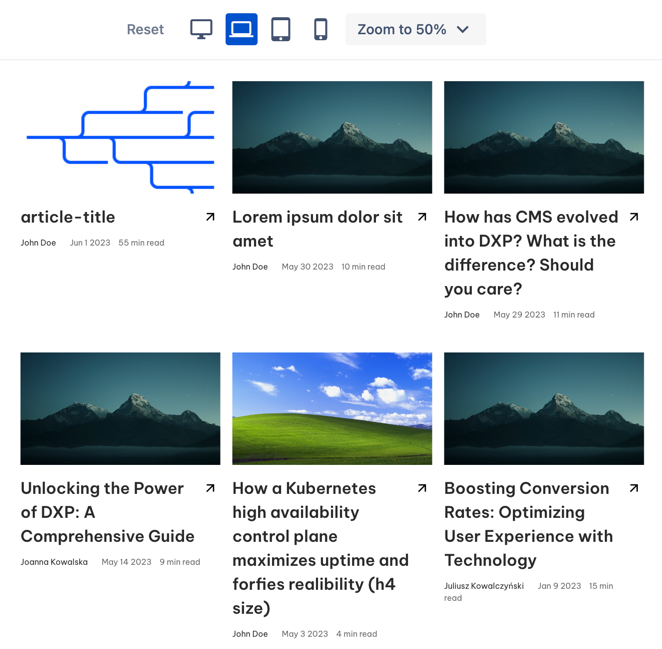 Reset
Zoom to 50%
article-title
John Doe Jun 1 2023 55 min read
Lorem ipsum dolor sit
amet
John Doe May 30 2023 10 min read
How has CMS evolved
into DXP? What is the
difference? Should
you care?
John Doe May 29 2023 11 min read
Unlocking the Power
of DXP: A
Comprehensive Guide
Joanna Kowalska May 14 2023 9 min read
How a Kubernetes
high availability
control plane
maximizes uptime and
forfies realibility (h4
size)
John Doe May 3 2023 4 min read
Boosting Conversion
Rates: Optimizing
User Experience with
Technology
Juliusz Kowalczyński Jan 9 2023 15 min
read